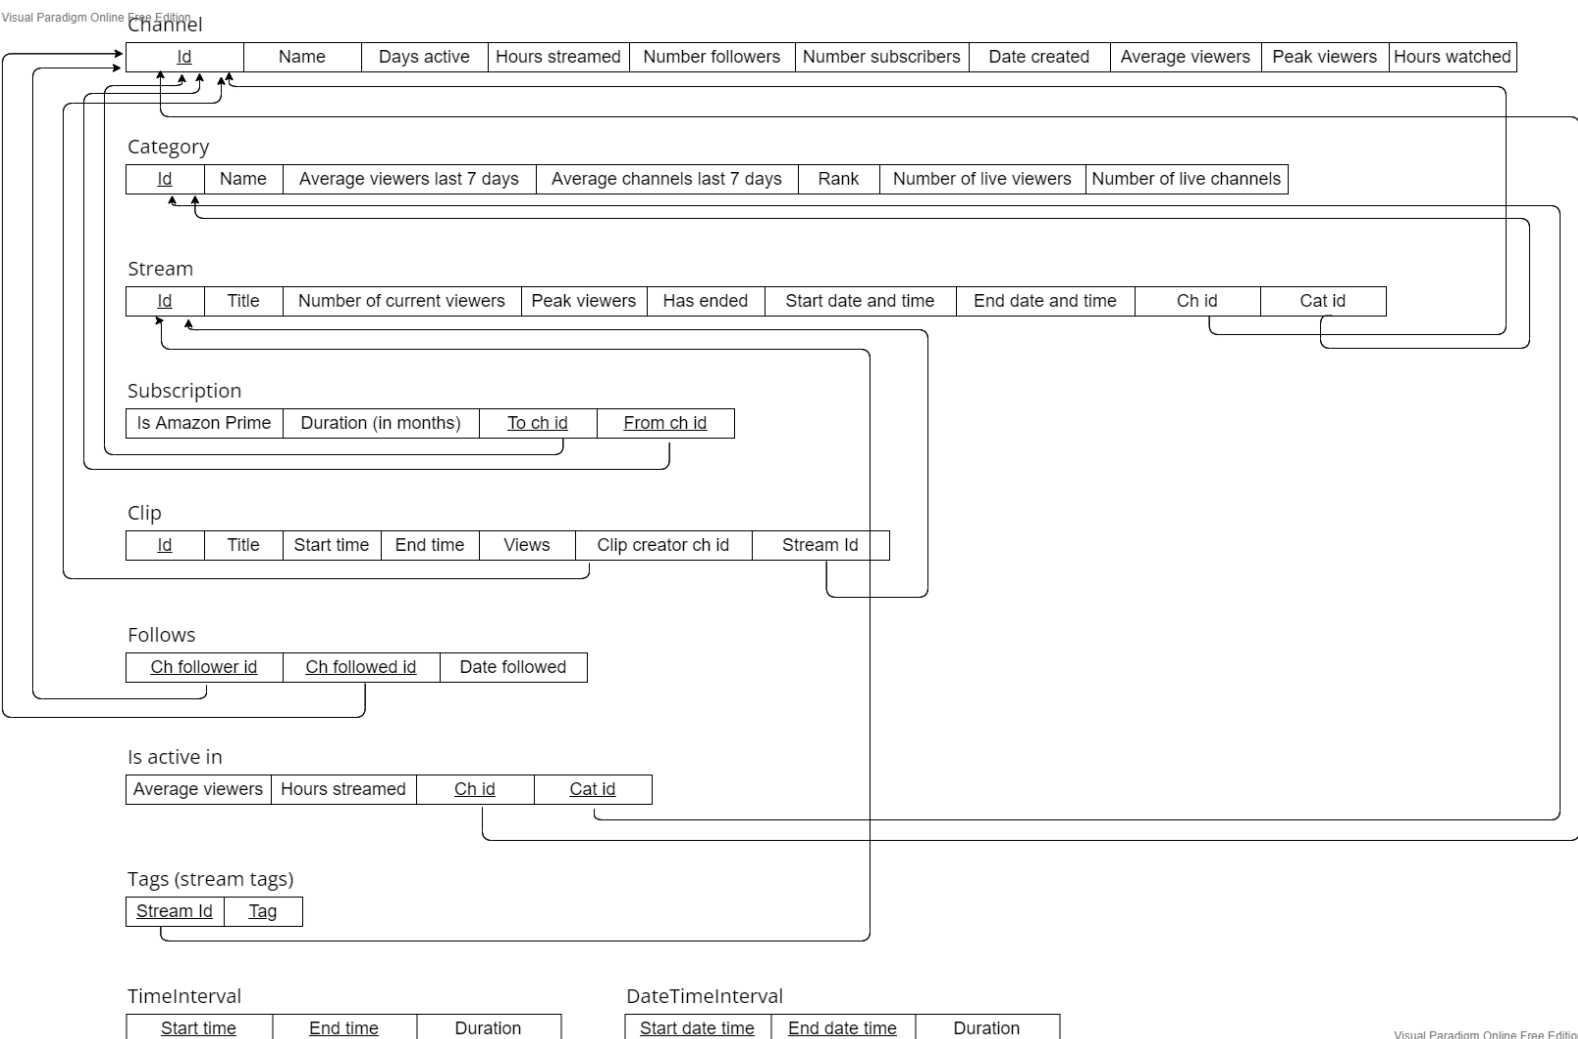 Visual Paradigm Online Free Edition
Channel
Id Name Days active Hours streamed Number followers Number subscribers Date created Average viewers Peak viewers Hours watched
Category
Id Name Average viewers last 7 days Average channels last 7 days Rank Number of live viewers Number of live channels
Stream
Id Title Number of current viewers Peak viewers Has ended Start date and time End date and time Ch id Cat id
Subscription
Is Amazon Prime Duration (in months) To ch id From ch id
Clip
Id Title Start time End time Views Clip creator ch id Stream Id
Follows
Ch follower id Ch followed id Date followed
Is active in
Average viewers Hours streamed Ch id Cat id
Tags (stream tags)
Stream Id Tag
TimeInterval DateTimeInterval
Start time End time Duration Start date time End date time Duration
Visual Paradigm Online Free Editio